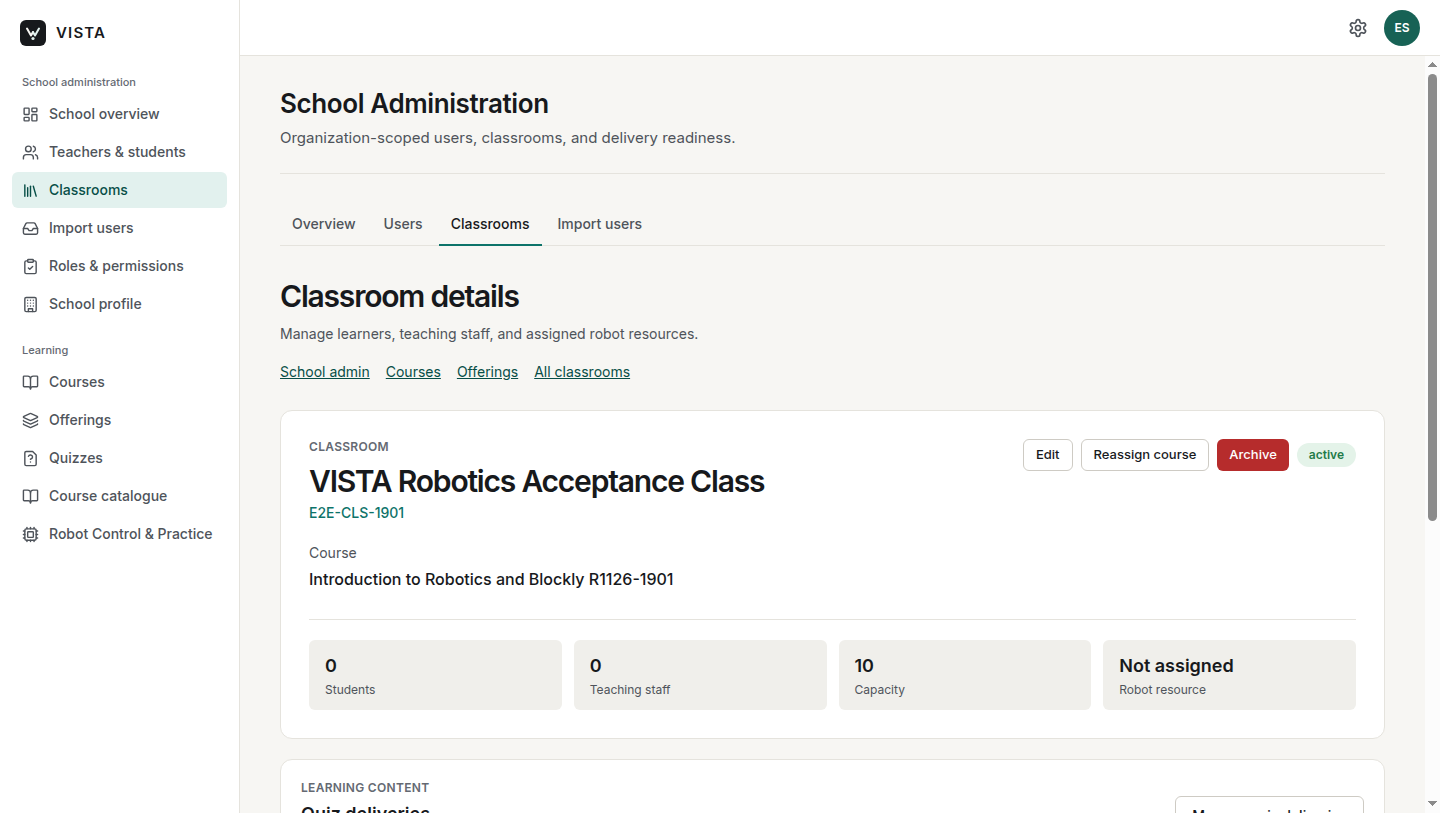 VISTA
ES
School administration
School overview
Teachers & students
Classrooms
Import users
Roles & permissions
School profile
Learning
Courses
Offerings
Quizzes
Course catalogue
Robot Control & Practice
School Administration
Organization-scoped users, classrooms, and delivery readiness.
Overview Users Classrooms Import users
Classroom details
Manage learners, teaching staff, and assigned robot resources.
School admin Courses Offerings All classrooms
CLASSROOM
Edit Reassign course Archive active
VISTA Robotics Acceptance Class
E2E-CLS-1901
Course
Introduction to Robotics and Blockly R1126-1901
0 0 10 Not assigned
Students Teaching staff Capacity Robot resource
LEARNING CONTENT
Quiz deliveries